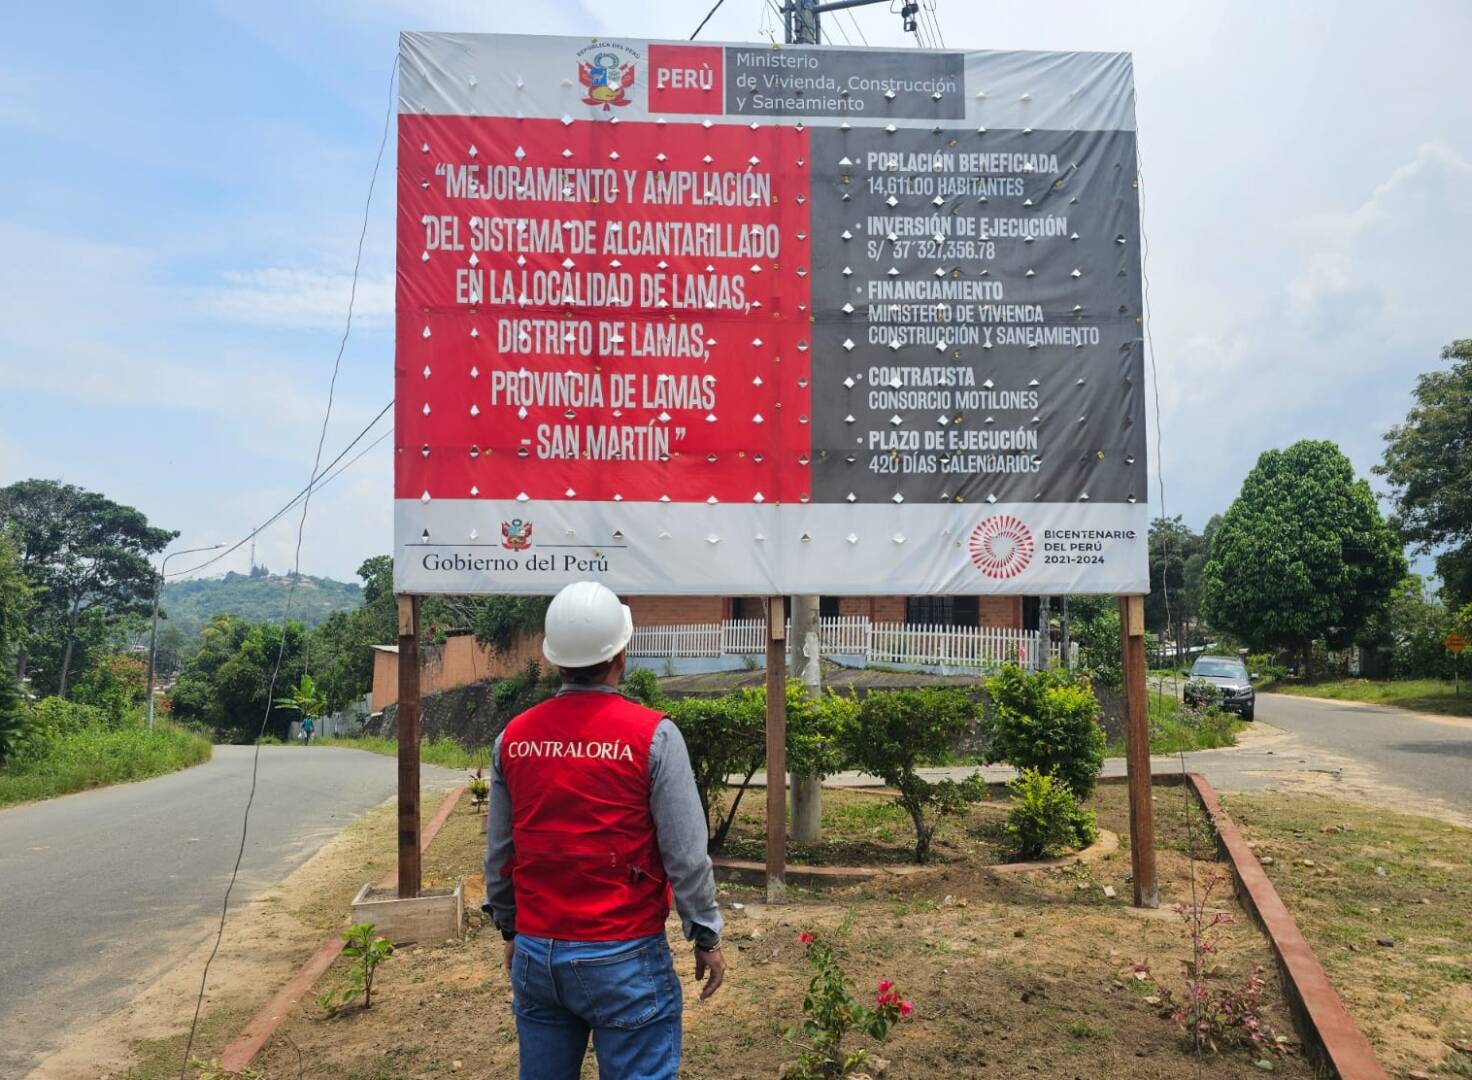 REPÚBLICA DEL PERÚ
PERÙ
Ministerio
de Vivienda, Construcción
y Saneamiento
“MEJORAMIENTO Y AMPLIACIÓN
DEL SISTEMA DE ALCANTARILLADO
EN LA LOCALIDAD DE LAMAS,
DISTRITO DE LAMAS,
PROVINCIA DE LAMAS
- SAN MARTÍN ”
• POBLACIÓN BENEFICIADA
14,611.00 HABITANTES
• INVERSIÓN DE EJECUCIÓN
S/ 37´327,356.78
• FINANCIAMIENTO
MINISTERIO DE VIVIENDA
CONSTRUCCIÓN Y SANEAMIENTO
• CONTRATISTA
CONSORCIO MOTILONES
• PLAZO DE EJECUCIÓN
420 DÍAS CALENDARIOS
Gobierno del Perú
BICENTENARIO
DEL PERÚ
2021-2024
CONTRALORÍA